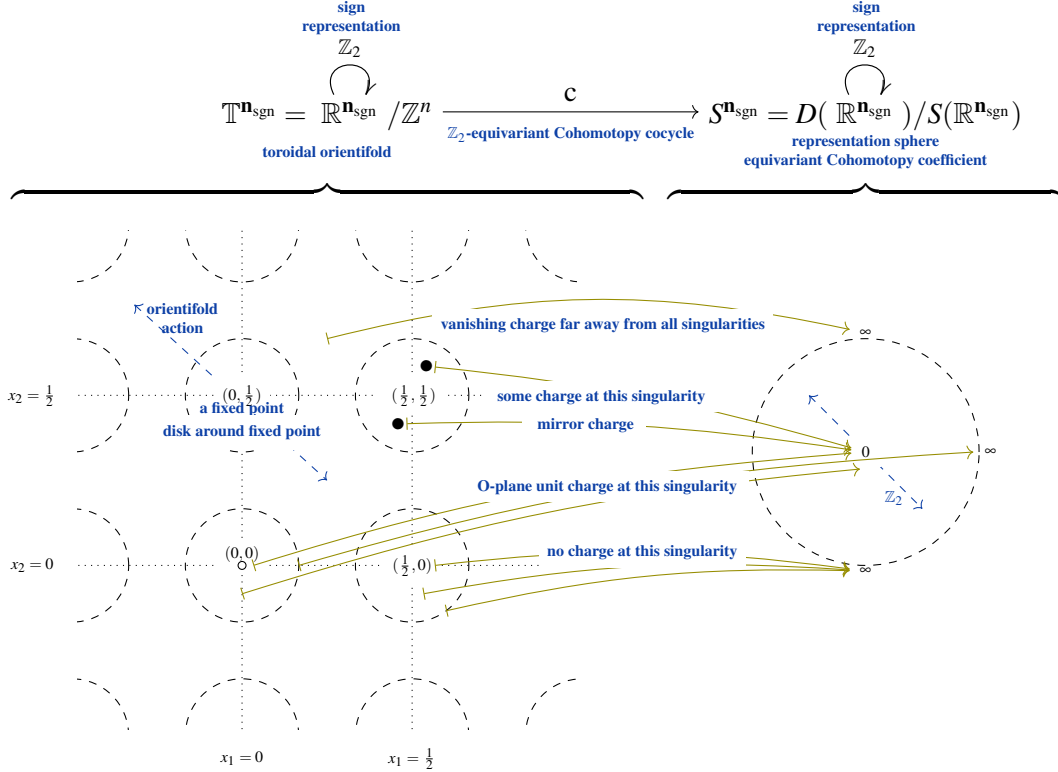 sign
representation
ℤ₂
sign
representation
ℤ₂
𝕋^{n_sgn} = ℝ^{n_sgn} / ℤⁿ
c
S^{n_sgn} = D( ℝ^{n_sgn} ) / S(ℝ^{n_sgn})
ℤ₂-equivariant Cohomotopy cocycle
toroidal orientifold
representation sphere
equivariant Cohomotopy coefficient
orientifold
action
vanishing charge far away from all singularities
∞
x₂ = ½
(0, ½)
(½, ½)
a fixed point
disk around fixed point
some charge at this singularity
mirror charge
0
∞
O-plane unit charge at this singularity
ℤ₂
(0,0)
no charge at this singularity
x₂ = 0
(½, 0)
∞
x₁ = 0
x₁ = ½